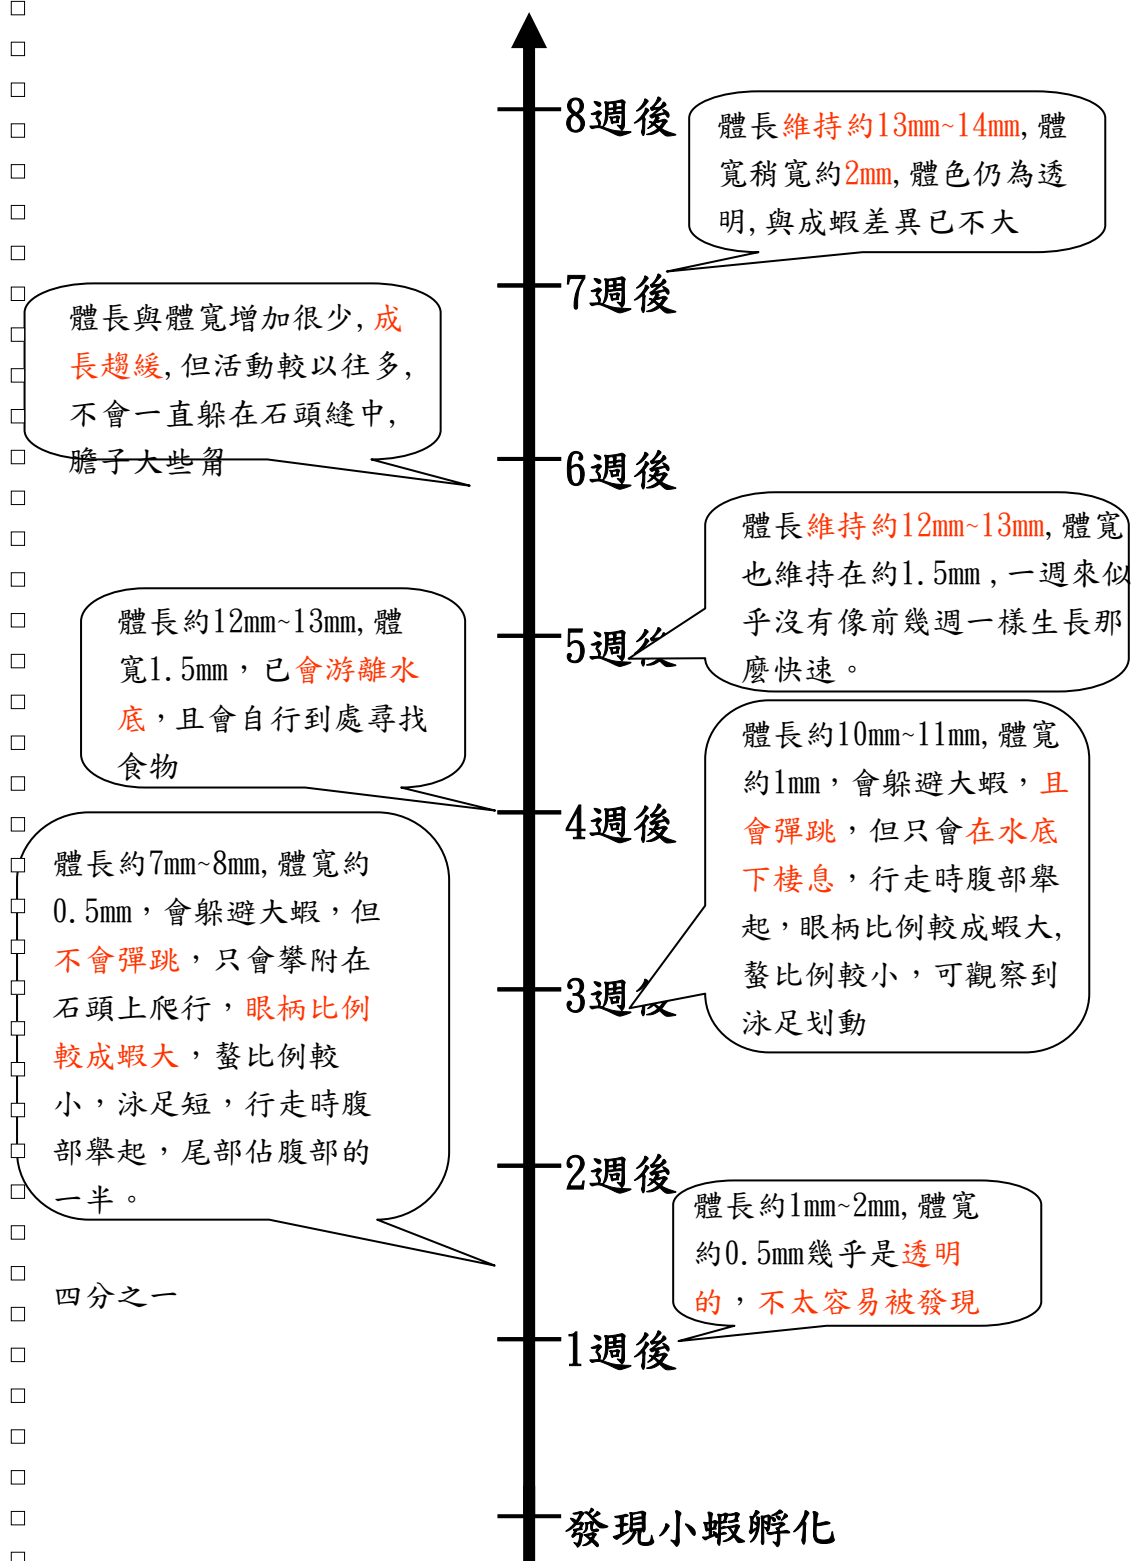 8週後
體長維持約13mm~14mm,體
寬稍寬約2mm,體色仍為透
明,與成蝦差異已不大
7週後
體長與體寬增加很少,成
長趨緩,但活動較以往多,
不會一直躲在石頭縫中,
膽子大些
6週後
體長維持約12mm~13mm,體寬
也維持在約1.5mm,一週來似
乎沒有像前幾週一樣生長那
麼快速。
5週後
體長約12mm~13mm,體
寬1.5mm，已會游離水
底，且會自行到處尋找
食物
4週後
體長約10mm~11mm,體寬
約1mm，會躲避大蝦，且
會彈跳，但只會在水底
下棲息，行走時腹部舉
起，眼柄比例較成蝦大,
螯比例較小，可觀察到
泳足划動
3週後
體長約7mm~8mm,體寬約
0.5mm，會躲避大蝦，但
不會彈跳，只會攀附在
石頭上爬行，眼柄比例
較成蝦大，螯比例較
小，泳足短，行走時腹
部舉起，尾部佔腹部的
一半。
四分之一
2週後
體長約1mm~2mm,體寬
約0.5mm幾乎是透明
的，不太容易被發現
1週後
發現小蝦孵化